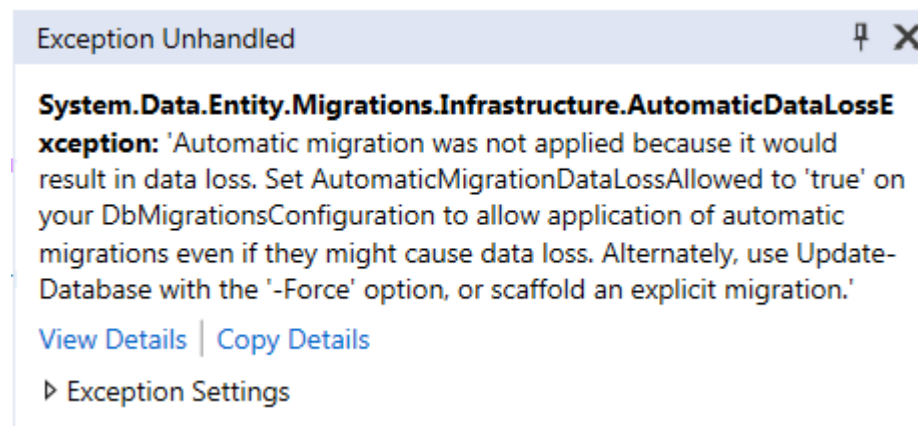 Exception Unhandled
System.Data.Entity.Migrations.Infrastructure.AutomaticDataLossE
xception: 'Automatic migration was not applied because it would
result in data loss. Set AutomaticMigrationDataLossAllowed to 'true' on
your DbMigrationsConfiguration to allow application of automatic
migrations even if they might cause data loss. Alternately, use Update-
Database with the '-Force' option, or scaffold an explicit migration.'
View Details | Copy Details
Exception Settings